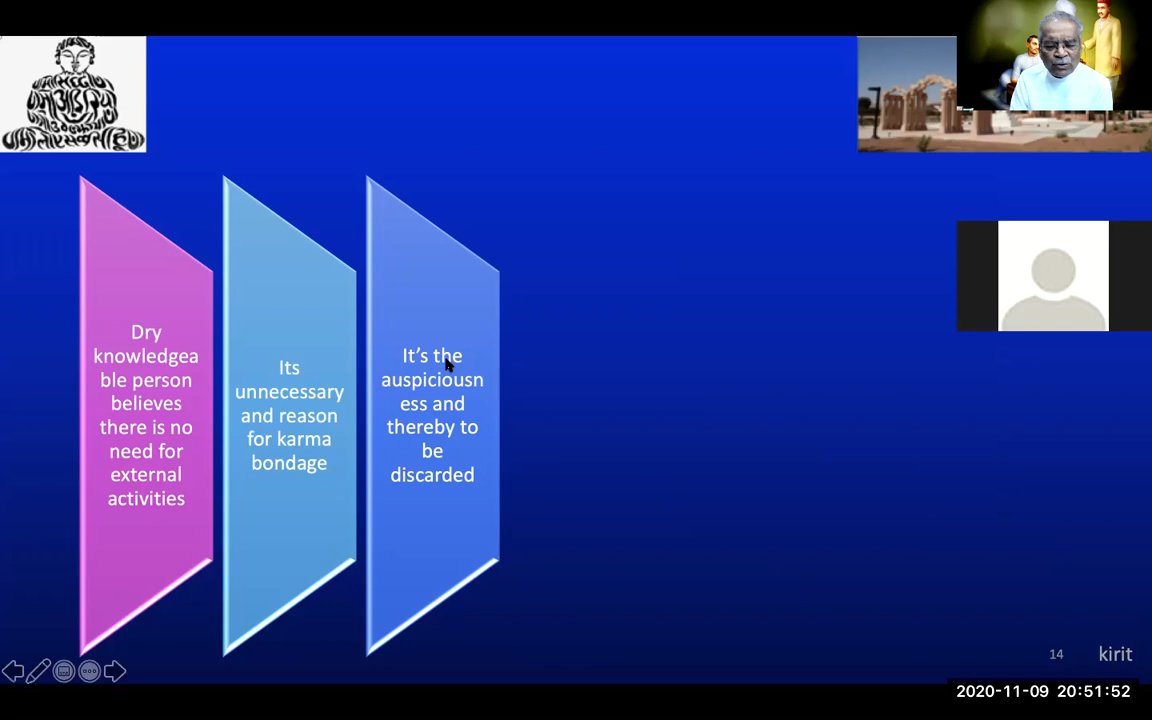 Dry
knowledgea
ble person
believes
there is no
need for
external
activities
Its
unnecessary
and reason
for karma
bondage
It’s the
auspiciousn
ess and
thereby to
be
discarded
14
kirit
2020-11-09 20:51:52